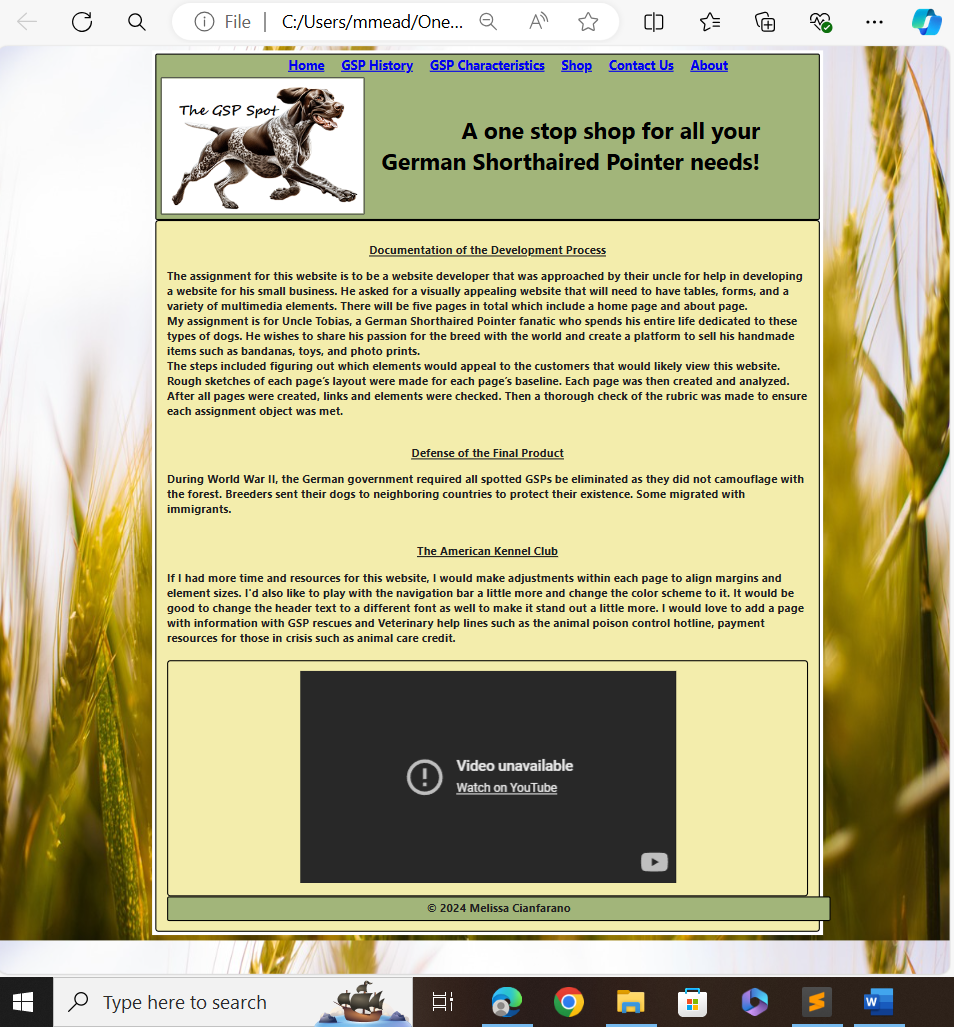 File | C:/Users/mmead/One...
Home GSP History GSP Characteristics Shop Contact Us About
The GSP Spot
A one stop shop for all your
German Shorthaired Pointer needs!
Documentation of the Development Process
The assignment for this website is to be a website developer that was approached by their uncle for help in developing
a website for his small business. He asked for a visually appealing website that will need to have tables, forms, and a
variety of multimedia elements. There will be five pages in total which include a home page and about page.
My assignment is for Uncle Tobias, a German Shorthaired Pointer fanatic who spends his entire life dedicated to these
types of dogs. He wishes to share his passion for the breed with the world and create a platform to sell his handmade
items such as bandanas, toys, and photo prints.
The steps included figuring out which elements would appeal to the customers that would likely view this website.
Rough sketches of each page's layout were made for each page's baseline. Each page was then created and analyzed.
After all pages were created, links and elements were checked. Then a thorough check of the rubric was made to ensure
each assignment object was met.
Defense of the Final Product
During World War II, the German government required all spotted GSPs be eliminated as they did not camouflage with
the forest. Breeders sent their dogs to neighboring countries to protect their existence. Some migrated with
immigrants.
The American Kennel Club
If I had more time and resources for this website, I would make adjustments within each page to align margins and
element sizes. I'd also like to play with the navigation bar a little more and change the color scheme to it. It would be
good to change the header text to a different font as well to make it stand out a little more. I would love to add a page
with information with GSP rescues and Veterinary help lines such as the animal poison control hotline, payment
resources for those in crisis such as animal care credit.
Video unavailable
Watch on YouTube
© 2024 Melissa Cianfarano
Type here to search